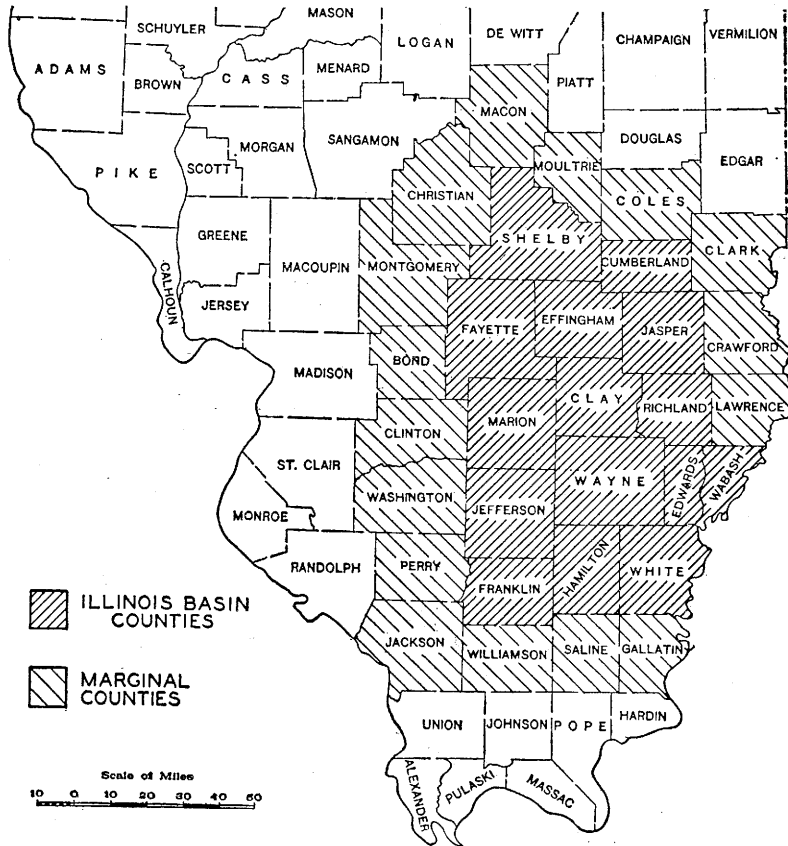 MASON
SCHUYLER
LOGAN
DE WITT
CHAMPAIGN
VERMILION
ADAMS
BROWN
CASS
MENARD
PIATT
MACON
SANGAMON
DOUGLAS
EDGAR
MORGAN
SCOTT
PIKE
MOULTRIE
CHRISTIAN
COLES
GREENE
SHELBY
CLARK
CALHOUN
MACOUPIN
MONTGOMERY
CUMBERLAND
JERSEY
FAYETTE
EFFINGHAM
JASPER
CRAWFORD
MADISON
BORD
CLAY
RICHLAND
LAWRENCE
MARION
CLINTON
ST. CLAIR
WAYNE
EDWARDS
WABASH
WASHINGTON
JEFFERSON
MONROE
RANDOLPH
PERRY
HAMILTON
WHITE
FRANKLIN
ILLINOIS BASIN
COUNTIES
JACKSON
WILLIAMSON
SALINE
GALLATIN
MARGINAL
COUNTIES
UNION
JOHNSON
POPE
HARDIN
Scale of Miles
10 0 10 20 30 40 50
ALEXANDER
PULASKI
MASSAC